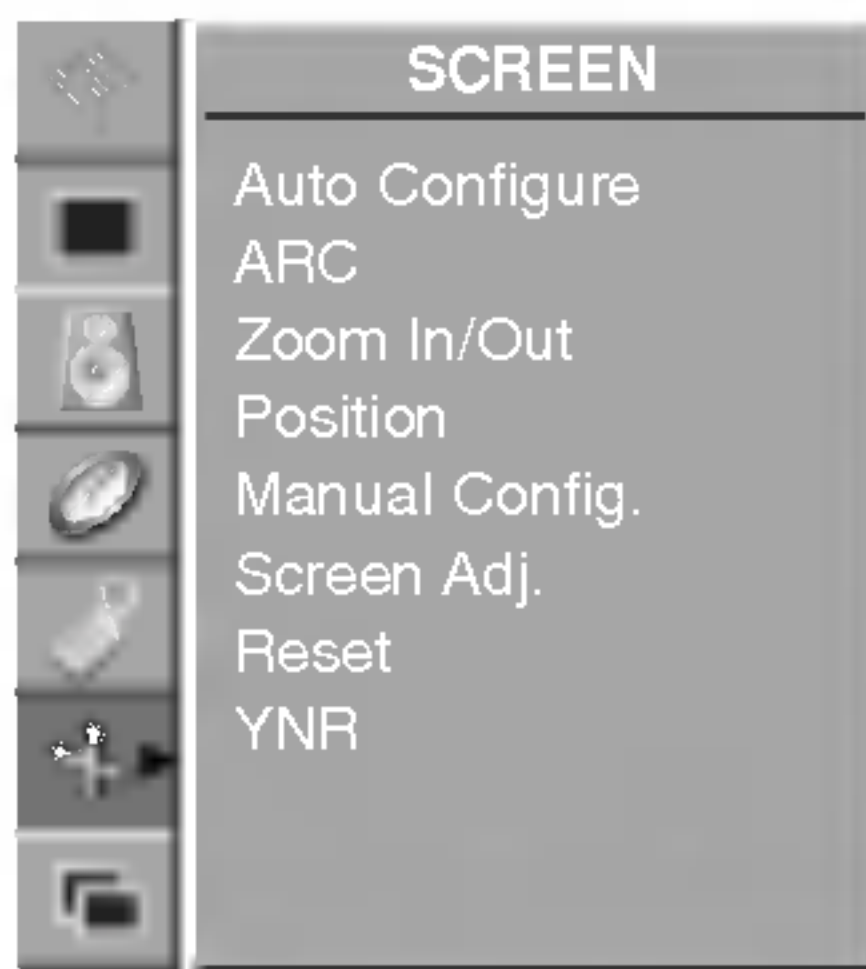 SCREEN
Auto Configure
ARC
Zoom In/Out
Position
Manual Config.
Screen Adj.
Reset
YNR